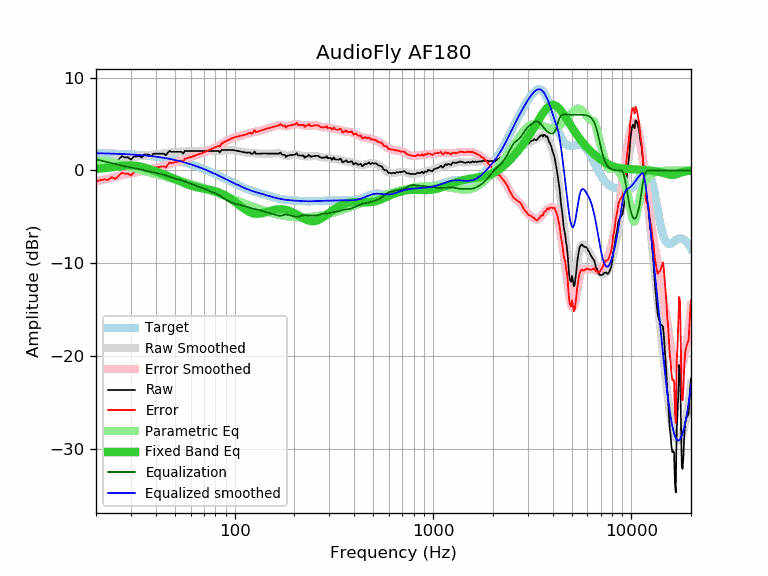 AudioFly AF180
10
0
−10
−20
−30
Amplitude (dBr)
Target
Raw Smoothed
Error Smoothed
Raw
Error
Parametric Eq
Fixed Band Eq
Equalization
Equalized smoothed
100 1000 10000
Frequency (Hz)